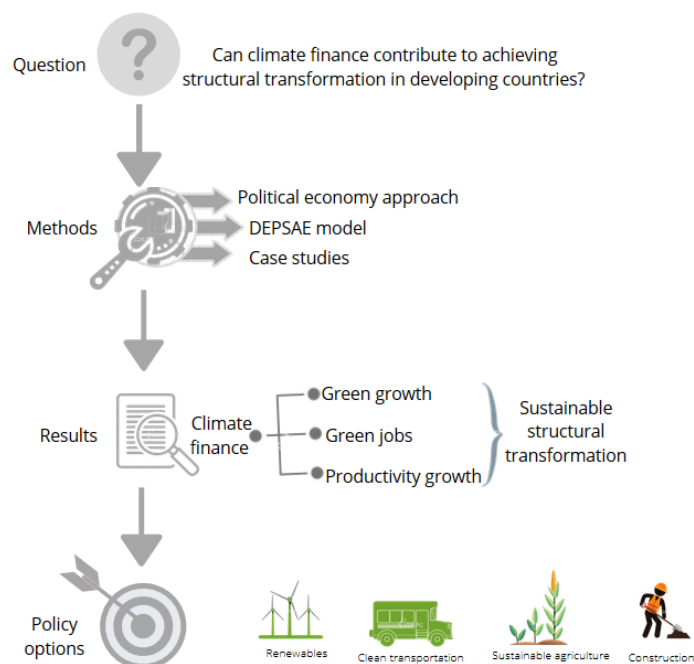 Question
Can climate finance contribute to achieving
structural transformation in developing countries?
Methods
Political economy approach
DEPSAE model
Case studies
Results
Climate
finance
Green growth
Green jobs
Productivity growth
Sustainable
structural
transformation
Policy
options
Renewables
Clean transportation
Sustainable agriculture
Construction